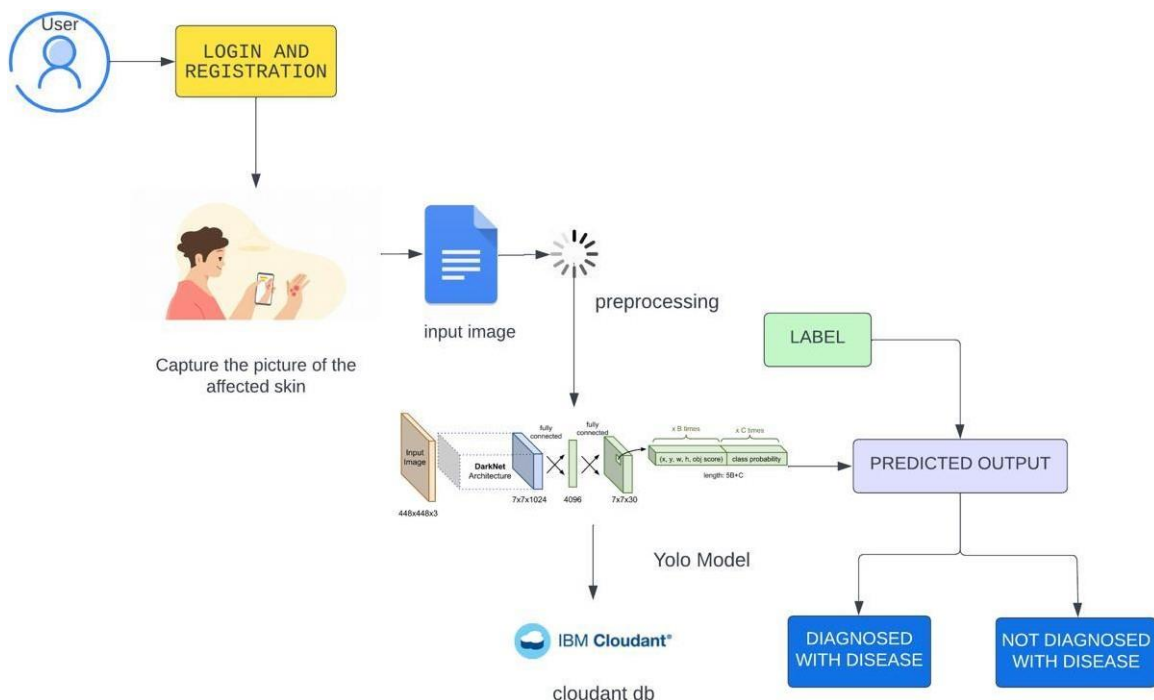 User
LOGIN AND
REGISTRATION
Capture the picture of the
affected skin
input image
preprocessing
LABEL
PREDICTED OUTPUT
Input
Image
448x448x3
DarkNet
Architecture
7x7x1024
fully
connected
4096
fully
connected
7x7x30
x B times
x C times
(x, y, w, h, obj score)
class probability
length: 5B+C
Yolo Model
IBM Cloudant®
cloudant db
DIAGNOSED
WITH DISEASE
NOT DIAGNOSED
WITH DISEASE